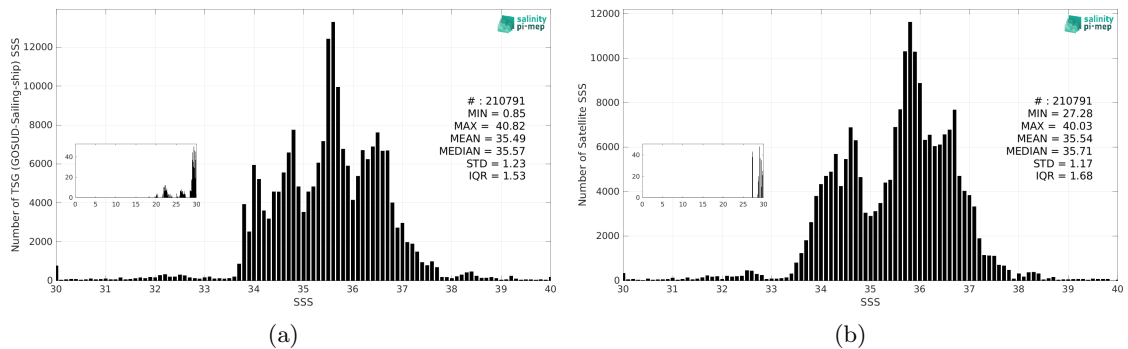 salinity
pi-mep
12000
10000
8000
6000
4000
2000
0
Number of TSG (GOSUD-Sailing-ship) SSS
# : 210791
MIN = 0.85
MAX = 40.82
MEAN = 35.49
MEDIAN = 35.57
STD = 1.23
IQR = 1.53
40
20
0
0 5 10 15 20 25 30
30 31 32 33 34 35 36 37 38 39 40
SSS
(a)
salinity
pi-mep
12000
10000
8000
6000
4000
2000
0
Number of Satellite SSS
# : 210791
MIN = 27.28
MAX = 40.03
MEAN = 35.54
MEDIAN = 35.71
STD = 1.17
IQR = 1.68
40
20
0
0 5 10 15 20 25 30
30 31 32 33 34 35 36 37 38 39 40
SSS
(b)